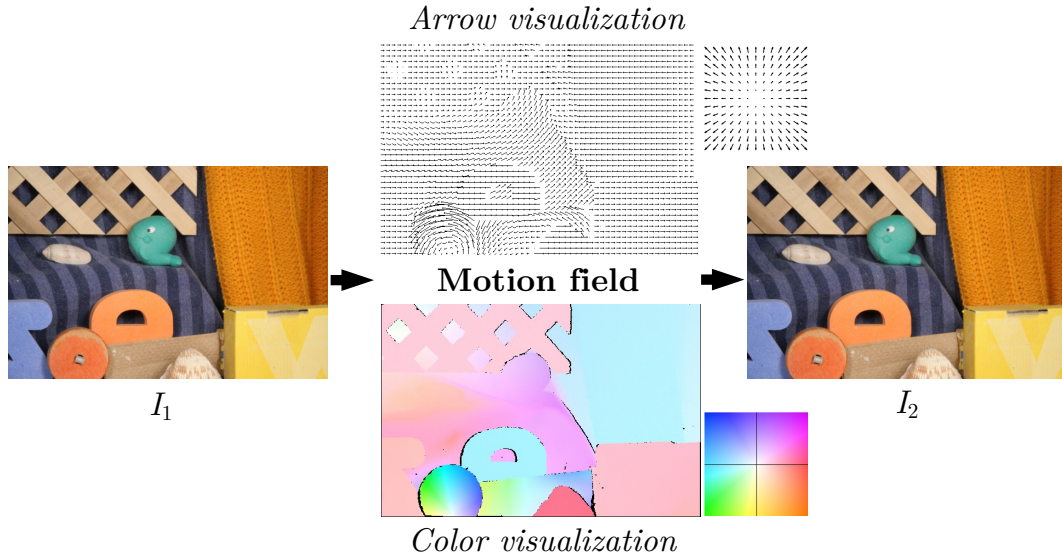 Arrow visualization
Motion field
I₁
I₂
Color visualization